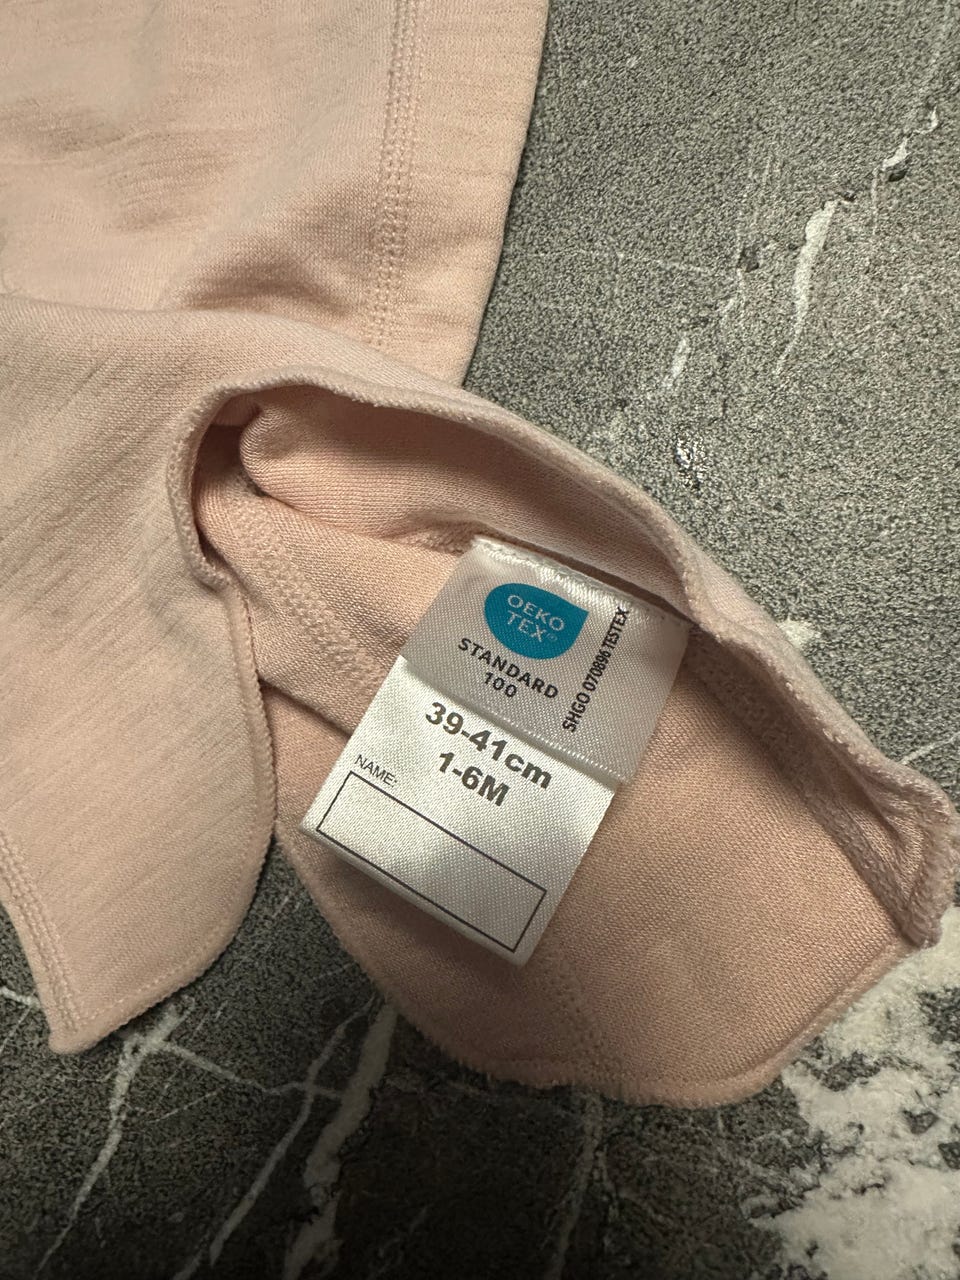 OEKO
TEX®
STANDARD
100
SHGO 070896 TESTEX
39-41cm
1-6M
NAME: